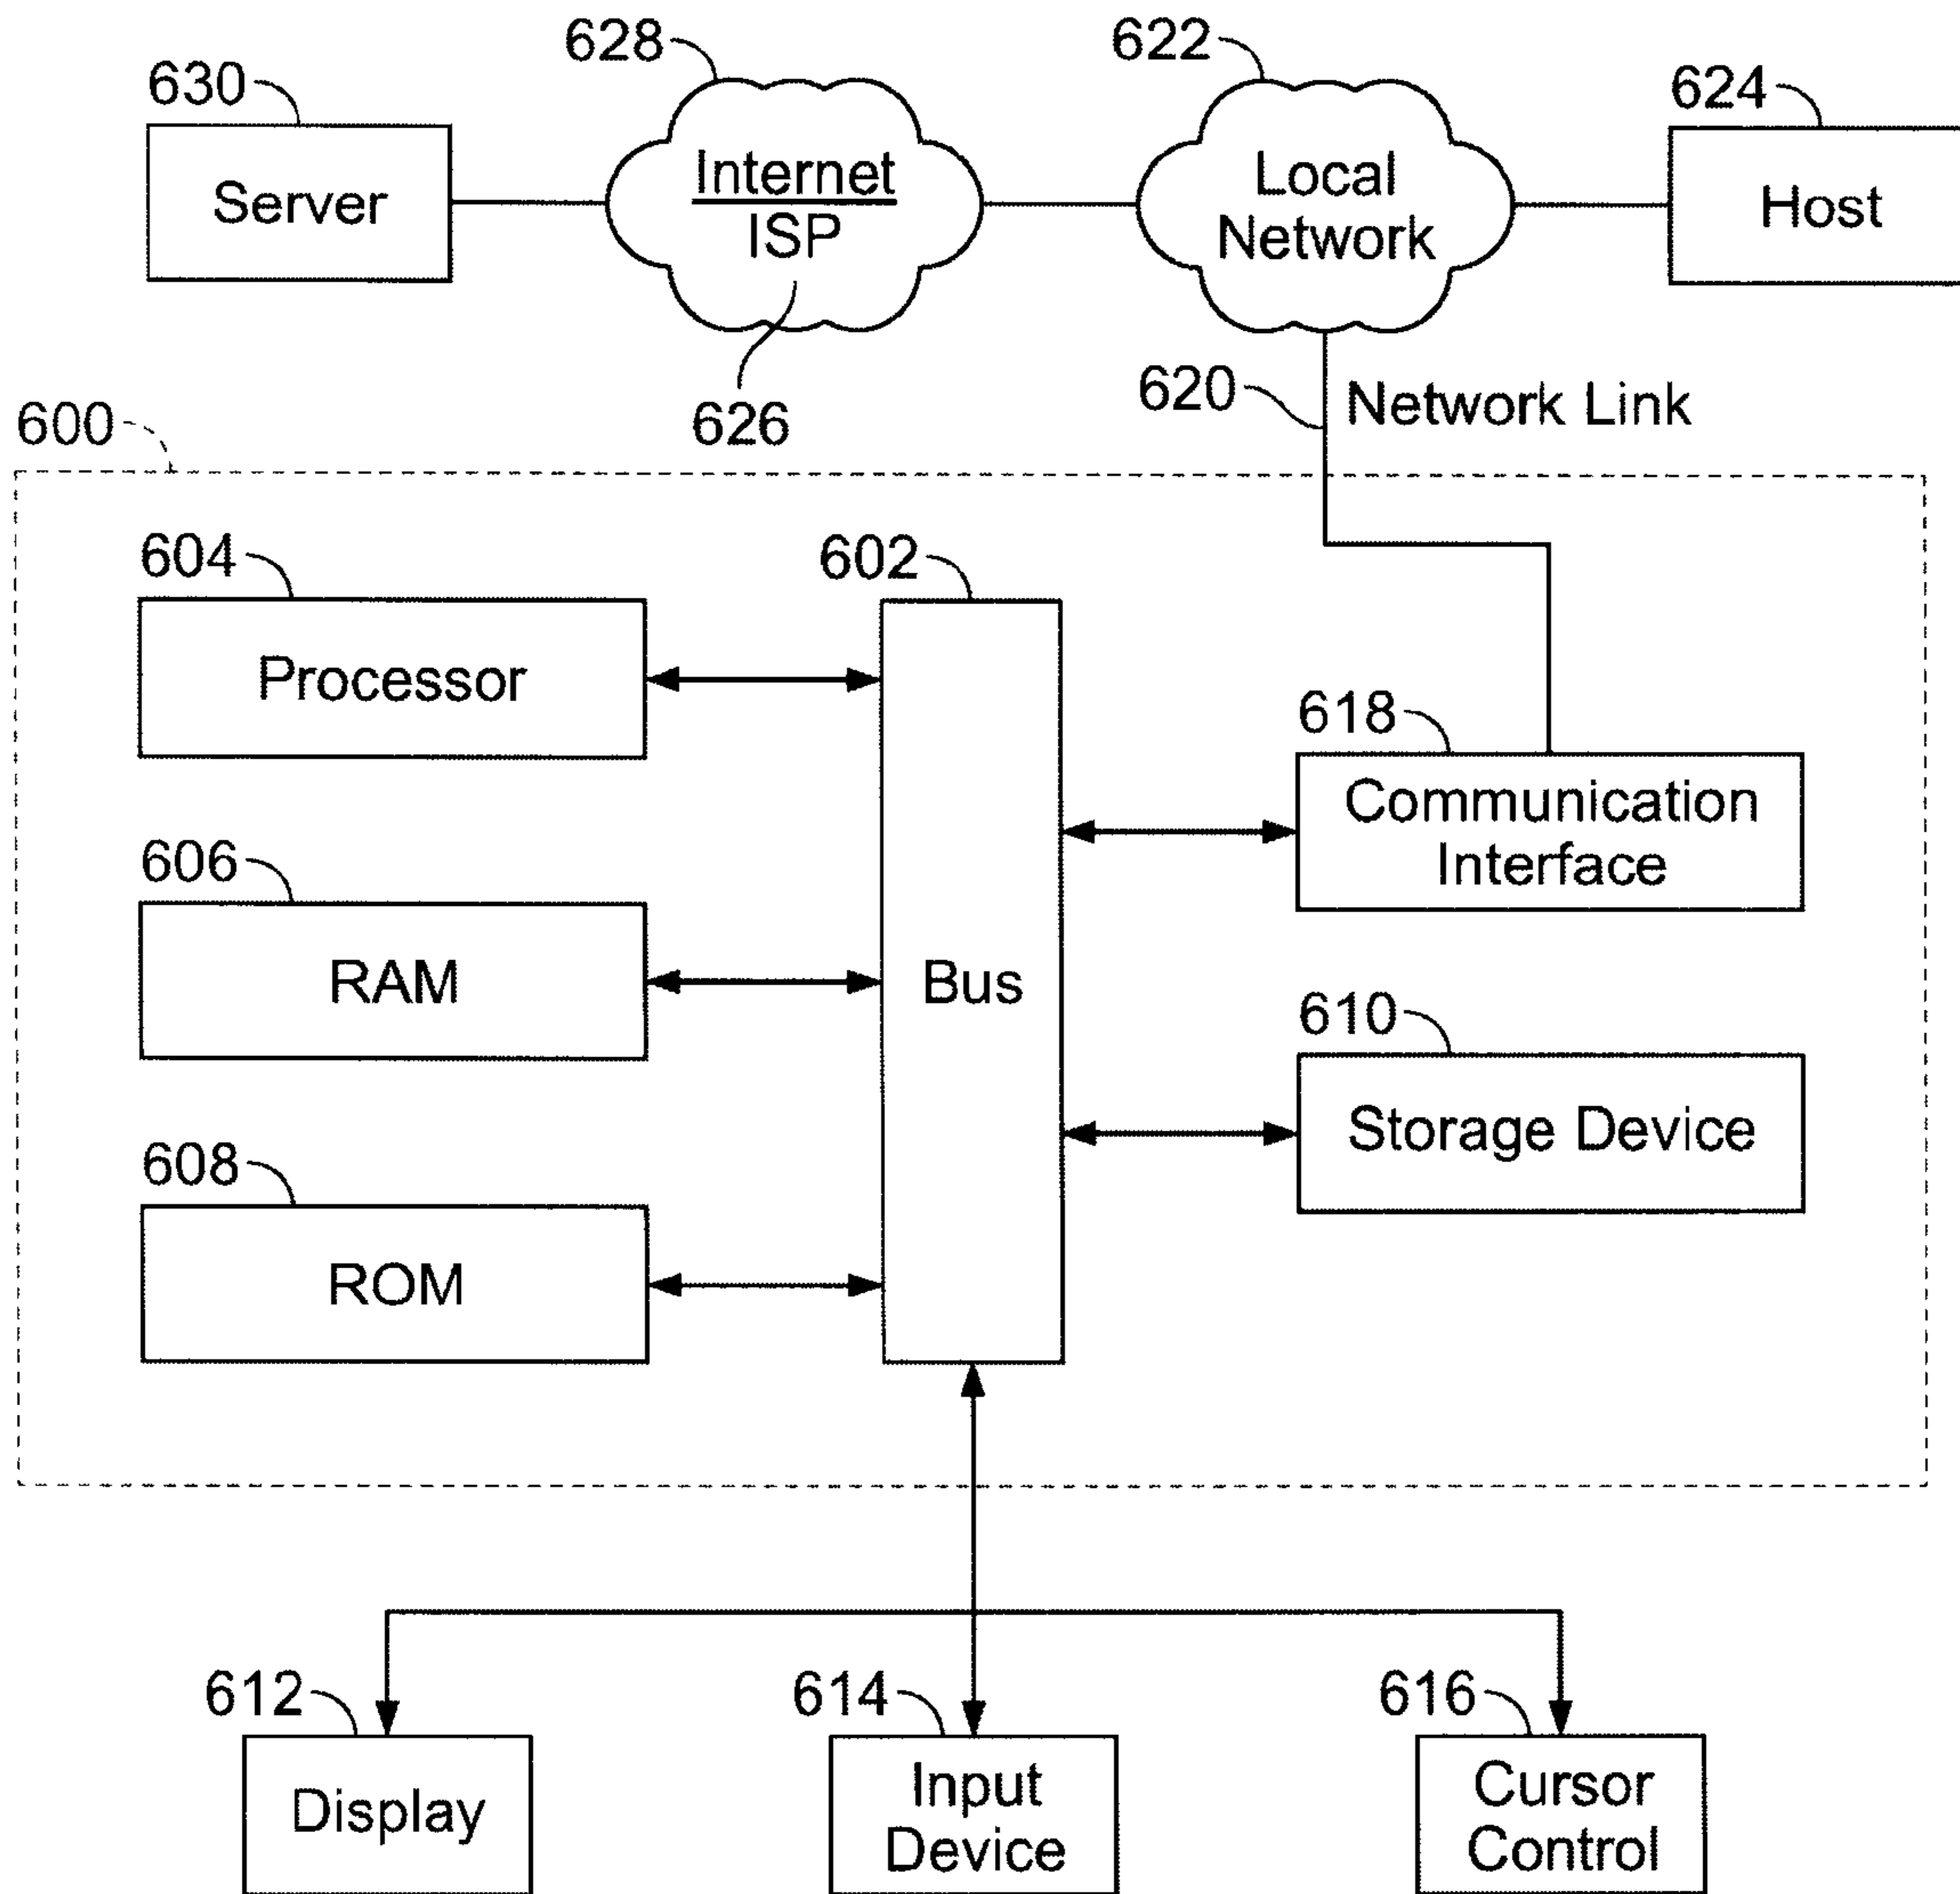 628
622
630
624
Internet
ISP
Local
Network
Server
Host
620
Network Link
626
600
604
602
Processor
618
Communication
Interface
606
RAM
Bus
610
Storage Device
608
ROM
612
614
616
Display
Input
Device
Cursor
Control